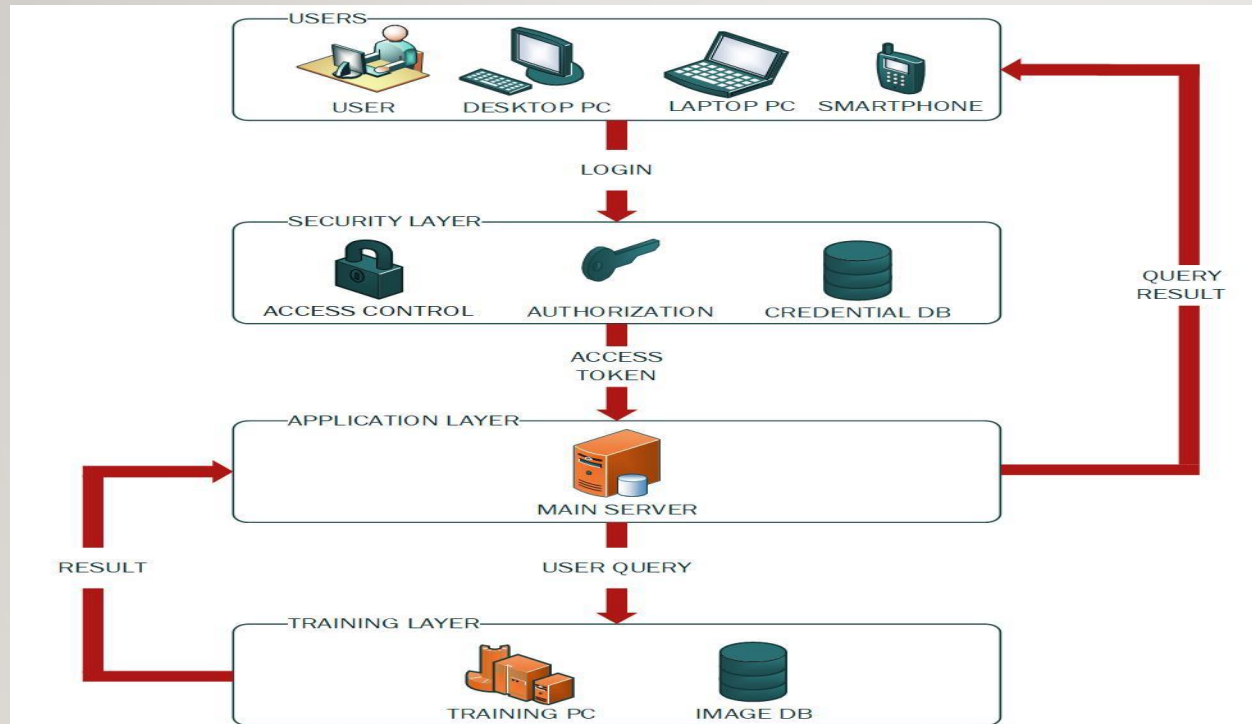 USERS
USER
DESKTOP PC
LAPTOP PC
SMARTPHONE
LOGIN
SECURITY LAYER
ACCESS CONTROL
AUTHORIZATION
CREDENTIAL DB
QUERY
RESULT
ACCESS
TOKEN
APPLICATION LAYER
MAIN SERVER
RESULT
USER QUERY
TRAINING LAYER
TRAINING PC
IMAGE DB